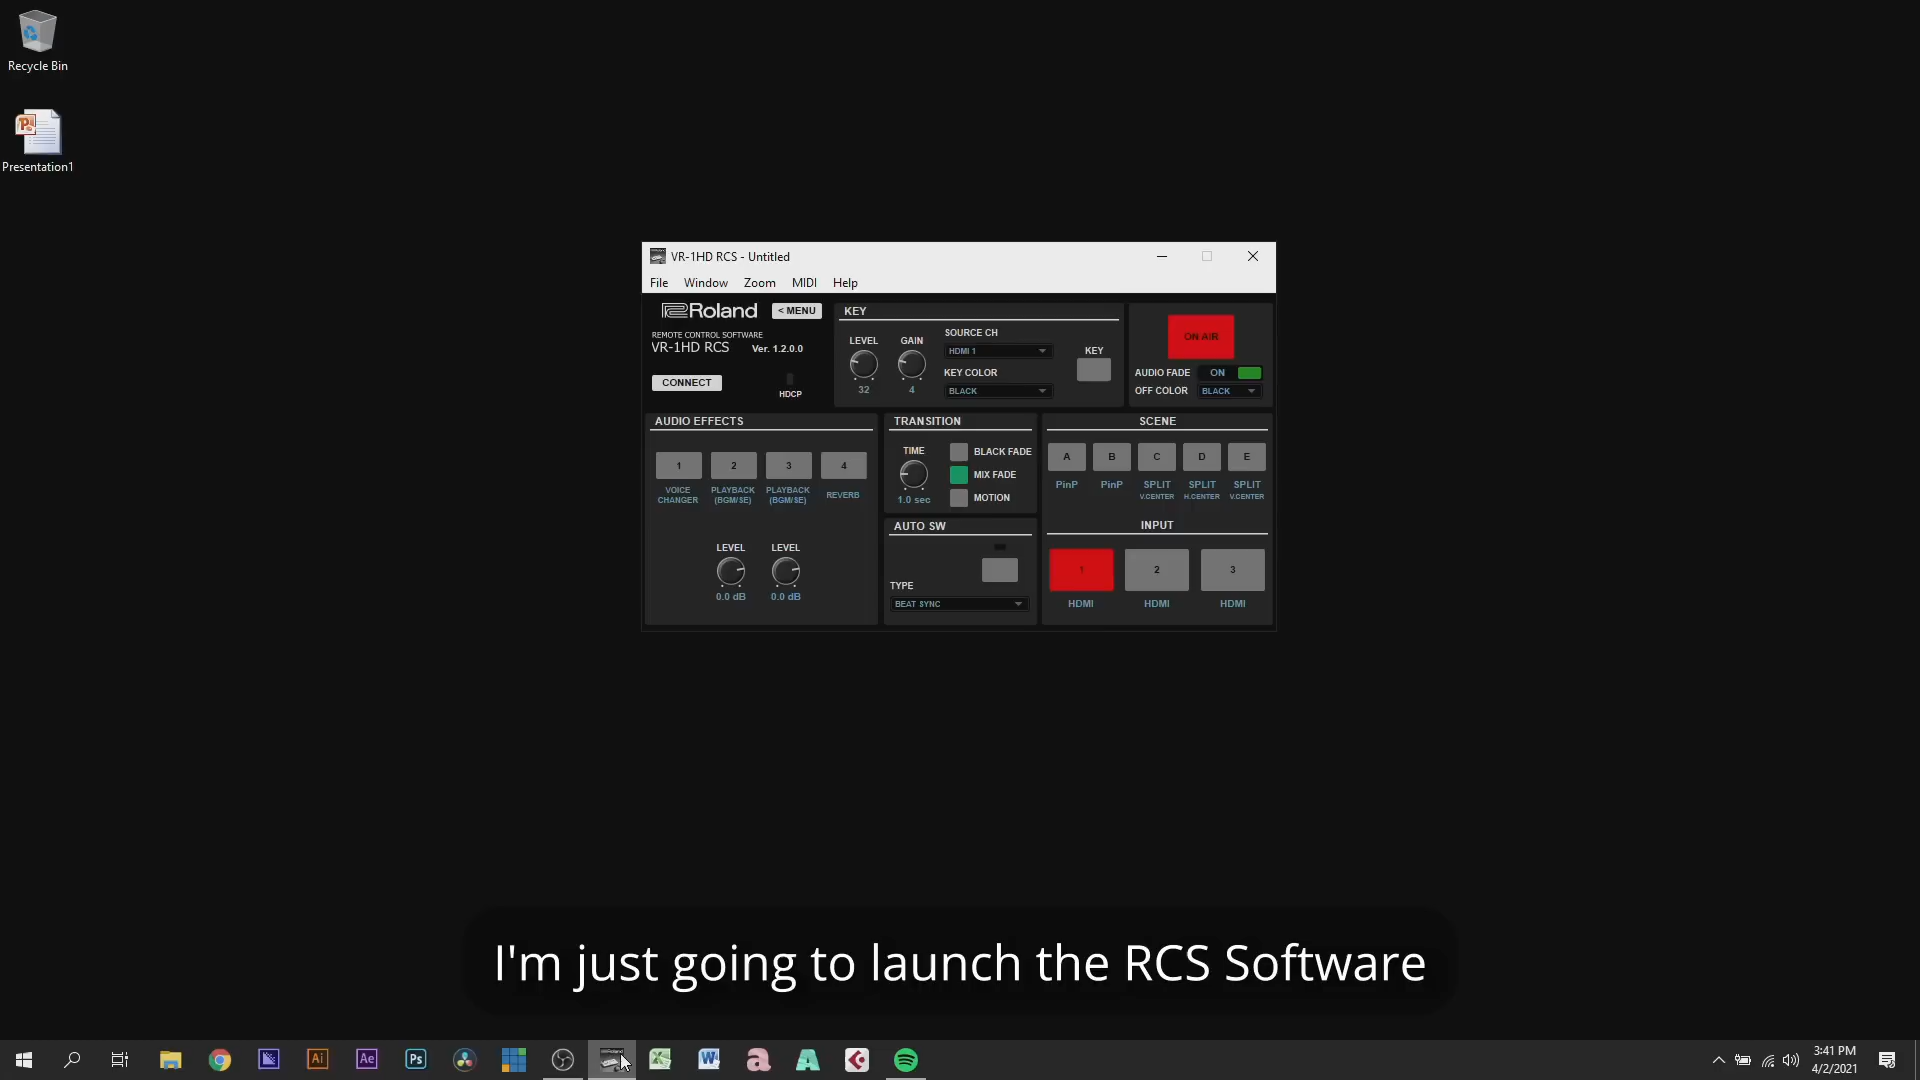 Recycle Bin
Presentation1
VR-1HD RCS - Untitled
File Window Zoom MIDI Help
Roland
< MENU
REMOTE CONTROL SOFTWARE
VR-1HD RCS Ver. 1.2.0.0
CONNECT
HDCP
KEY
LEVEL
32
GAIN
4
SOURCE CH
HDMI 1
KEY COLOR
BLACK
KEY
ON AIR
AUDIO FADE ON
OFF COLOR BLACK
AUDIO EFFECTS
1 2 3 4
VOICE CHANGER
PLAYBACK (BGM/SE)
PLAYBACK (BGM/SE)
REVERB
LEVEL LEVEL
0.0 dB 0.0 dB
TRANSITION
TIME
1.0 sec
BLACK FADE
MIX FADE
MOTION
AUTO SW
TYPE
BEAT SYNC
SCENE
A B C D E
PinP PinP SPLIT SPLIT SPLIT
V.CENTER H.CENTER V.CENTER
INPUT
1 2 3
HDMI HDMI HDMI
I'm just going to launch the RCS Software
Ai Ae Ps
3:41 PM
4/2/2021